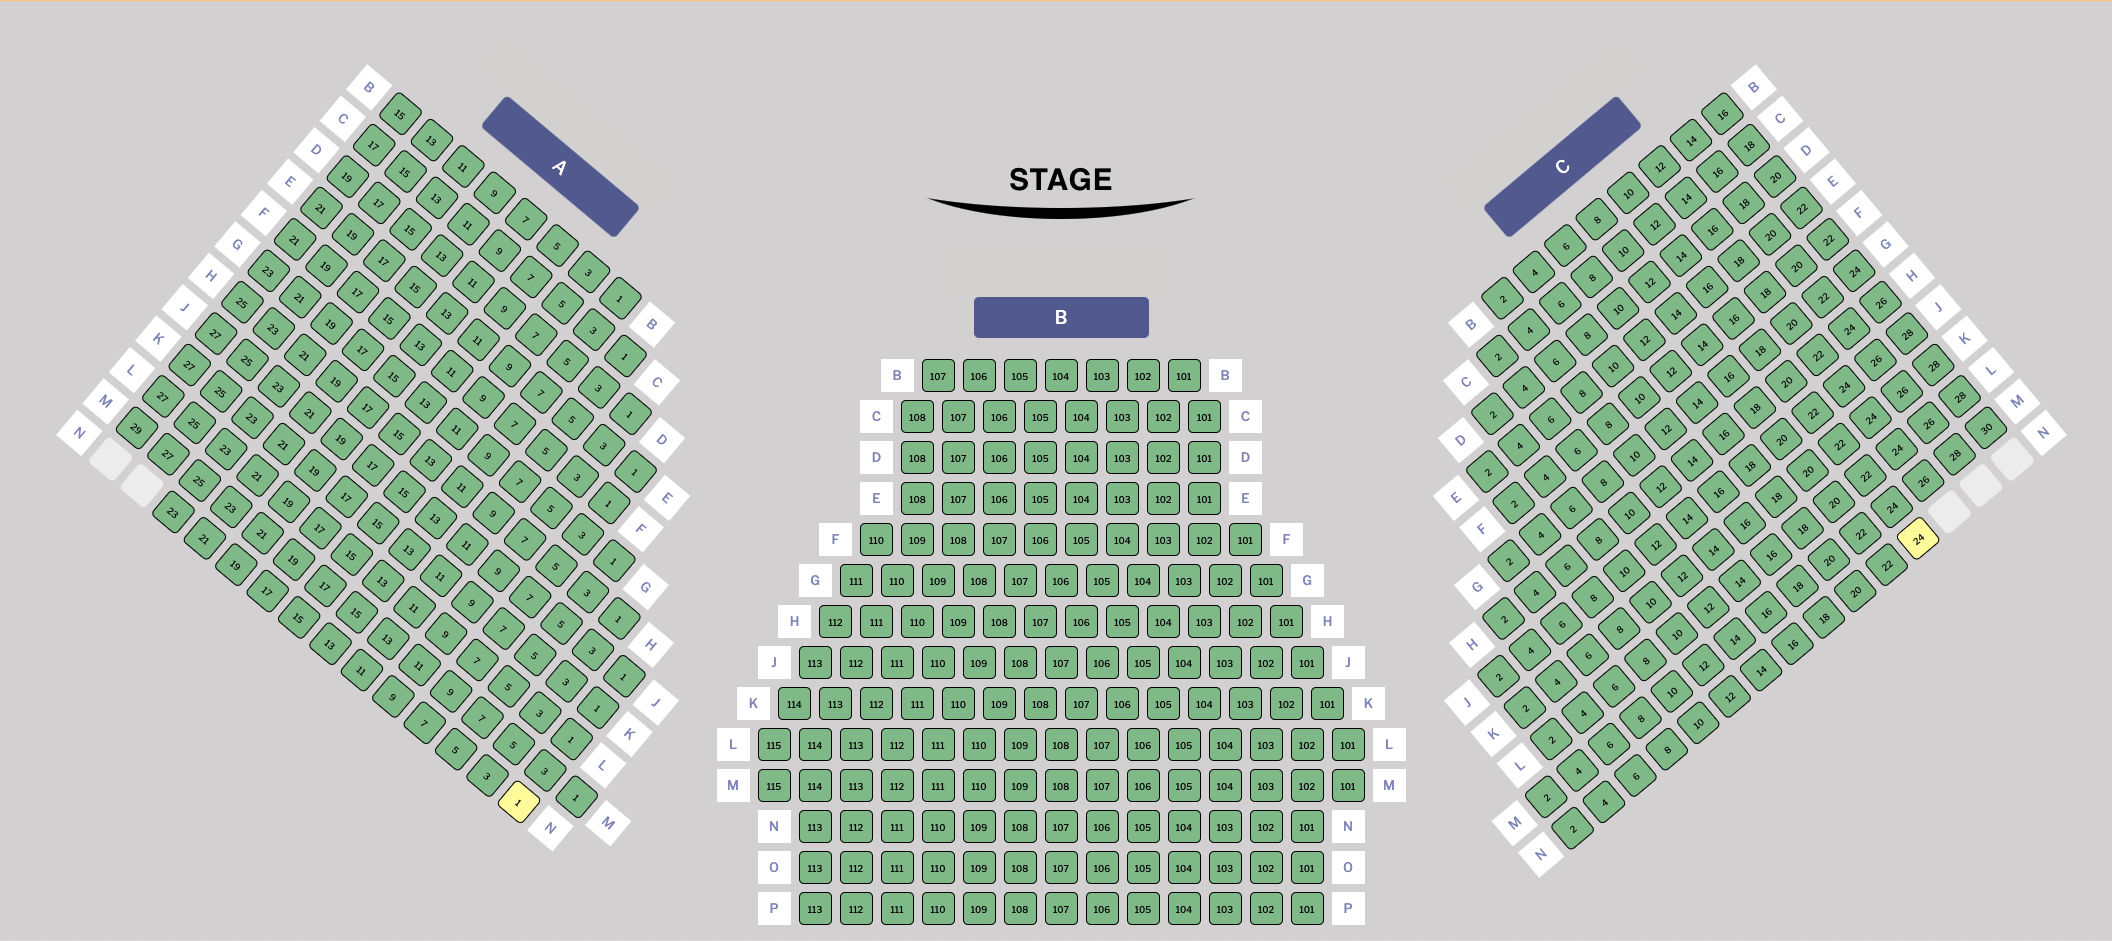 A
B 15 13 11 9 7 5 3 1 B
C 17 15 13 11 9 7 5 3 1 C
D 19 17 15 13 11 9 7 5 3 1 D
E 21 19 17 15 13 11 9 7 5 3 1 E
F 21 19 17 15 13 11 9 7 5 3 1 F
G 23 21 19 17 15 13 11 9 7 5 3 1 G
H 25 23 21 19 17 15 13 11 9 7 5 3 1 H
J 27 25 23 21 19 17 15 13 11 9 7 5 3 1 J
K 27 25 23 21 19 17 15 13 11 9 7 5 3 1 K
L 27 25 23 21 19 17 15 13 11 9 7 5 3 1 L
M 29 27 25 23 21 19 17 15 13 11 9 7 5 3 1 M
N 23 21 19 17 15 13 11 9 7 5 3 1 N
STAGE
B
B 107 106 105 104 103 102 101 B
C 108 107 106 105 104 103 102 101 C
D 108 107 106 105 104 103 102 101 D
E 108 107 106 105 104 103 102 101 E
F 110 109 108 107 106 105 104 103 102 101 F
G 111 110 109 108 107 106 105 104 103 102 101 G
H 112 111 110 109 108 107 106 105 104 103 102 101 H
J 113 112 111 110 109 108 107 106 105 104 103 102 101 J
K 114 113 112 111 110 109 108 107 106 105 104 103 102 101 K
L 115 114 113 112 111 110 109 108 107 106 105 104 103 102 101 L
M 115 114 113 112 111 110 109 108 107 106 105 104 103 102 101 M
N 113 112 111 110 109 108 107 106 105 104 103 102 101 N
O 113 112 111 110 109 108 107 106 105 104 103 102 101 O
P 113 112 111 110 109 108 107 106 105 104 103 102 101 P
C
B 2 4 6 8 10 12 14 16 B
C 2 4 6 8 10 12 14 16 18 C
D 2 4 6 8 10 12 14 16 18 20 D
E 2 4 6 8 10 12 14 16 18 20 22 E
F 2 4 6 8 10 12 14 16 18 20 22 F
G 2 4 6 8 10 12 14 16 18 20 22 24 G
H 2 4 6 8 10 12 14 16 18 20 22 24 26 H
J 2 4 6 8 10 12 14 16 18 20 22 24 26 28 J
K 2 4 6 8 10 12 14 16 18 20 22 24 26 28 K
L 2 4 6 8 10 12 14 16 18 20 22 24 26 28 L
M 2 4 6 8 10 12 14 16 18 20 22 24 26 28 30 M
N 2 4 6 8 10 12 14 16 18 20 22 24 N